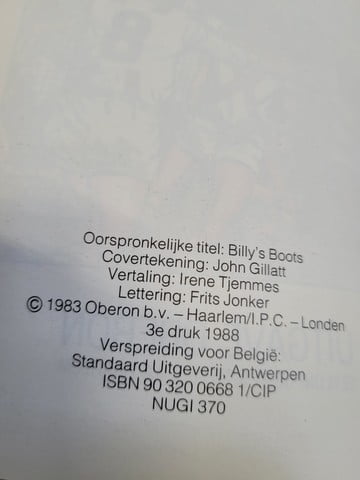 Oorspronkelijke titel: Billy's Boots
Covertekening: John Gillatt
Vertaling: Irene Tjemmes
Lettering: Frits Jonker
© 1983 Oberon b.v. – Haarlem/I.P.C. – Londen
3e druk 1988
Verspreiding voor België:
Standaard Uitgeverij, Antwerpen
ISBN 90 320 0668 1/CIP
NUGI 370